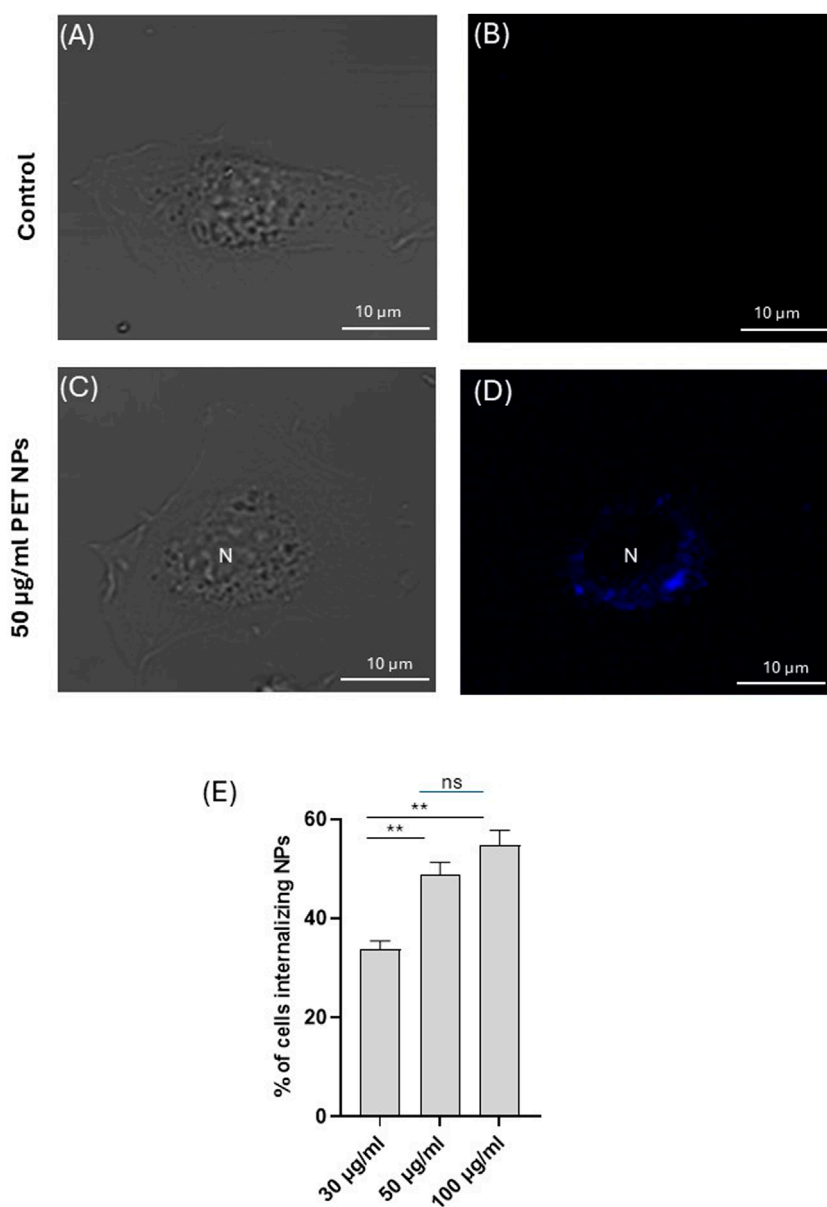 (A)
(B)
Control
10 µm
10 µm
(C)
(D)
50 µg/ml PET NPs
N
N
10 µm
10 µm
(E)
ns
**
**
% of cells internalizing NPs
60
40
20
0
30 µg/ml
50 µg/ml
100 µg/ml